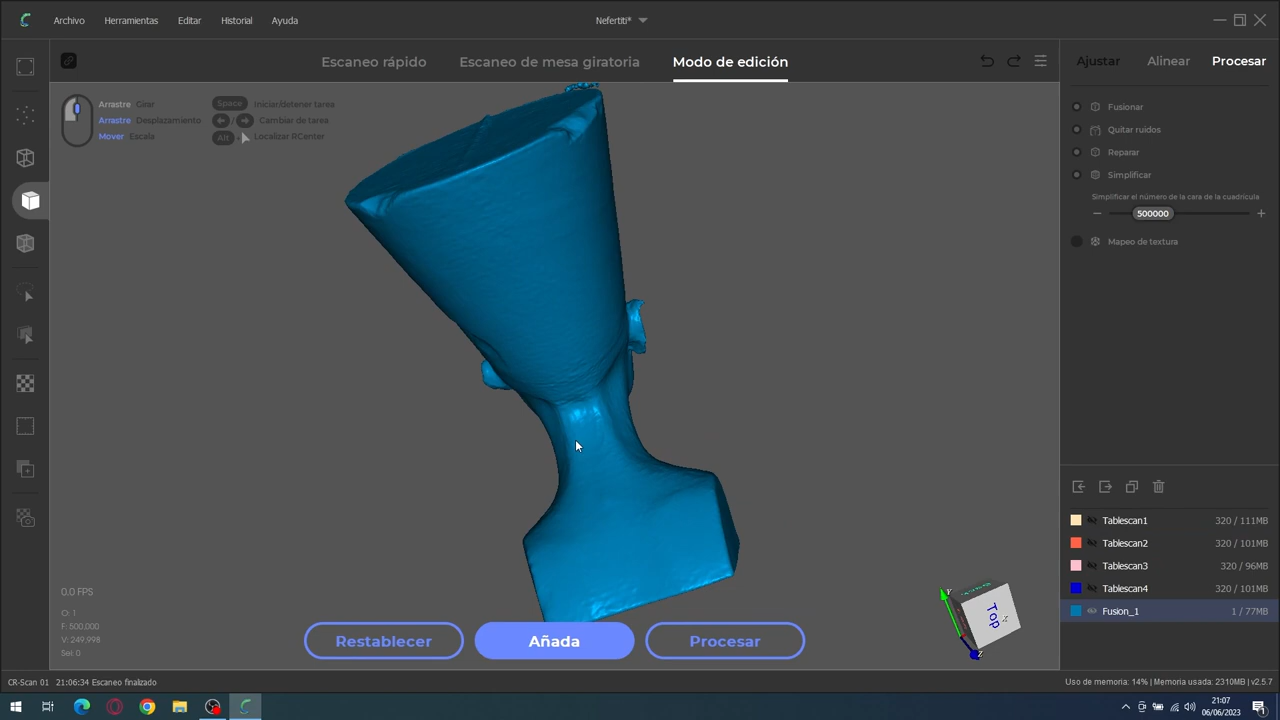 Archivo Herramientas Editar Historial Ayuda Nefertiti*
Escaneo rápido Escaneo de mesa giratoria Modo de edición
Ajustar Alinear Procesar
Arrastre Girar
Arrastre Desplazamiento
Mover Escala
Space Iniciar/detener tarea
/ Cambiar de tarea
Alt + Localizar RCenter
Fusionar
Quitar ruidos
Reparar
Simplificar
Simplificar el número de la cara de la cuadrícula
− 500000 +
Mapeo de textura
Tablescan1 320 / 111MB
Tablescan2 320 / 101MB
Tablescan3 320 / 96MB
Tablescan4 320 / 101MB
Fusion_1 1 / 77MB
0.0 FPS
O: 1
F: 500.000
V: 249,998
Sel: 0
Y
Top
Z
Restablecer Añada Procesar
CR-Scan 01 21:06:34 Escaneo finalizado
Uso de memoria: 14% | Memoria usada: 2310MB | v2.5.7
21:07
06/06/2023
1